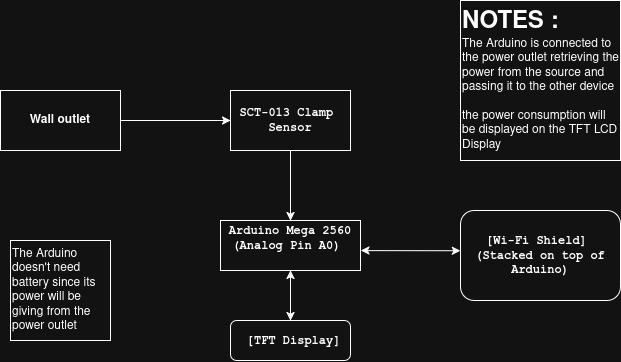 NOTES :
The Arduino is connected to
the power outlet retrieving the
power from the source and
passing it to the other device
the power consumption will
be displayed on the TFT LCD
Display
Wall outlet
SCT-013 Clamp
Sensor
Arduino Mega 2560
(Analog Pin A0)
[Wi-Fi Shield]
(Stacked on top of
Arduino)
The Arduino
doesn't need
battery since its
power will be
giving from the
power outlet
[TFT Display]